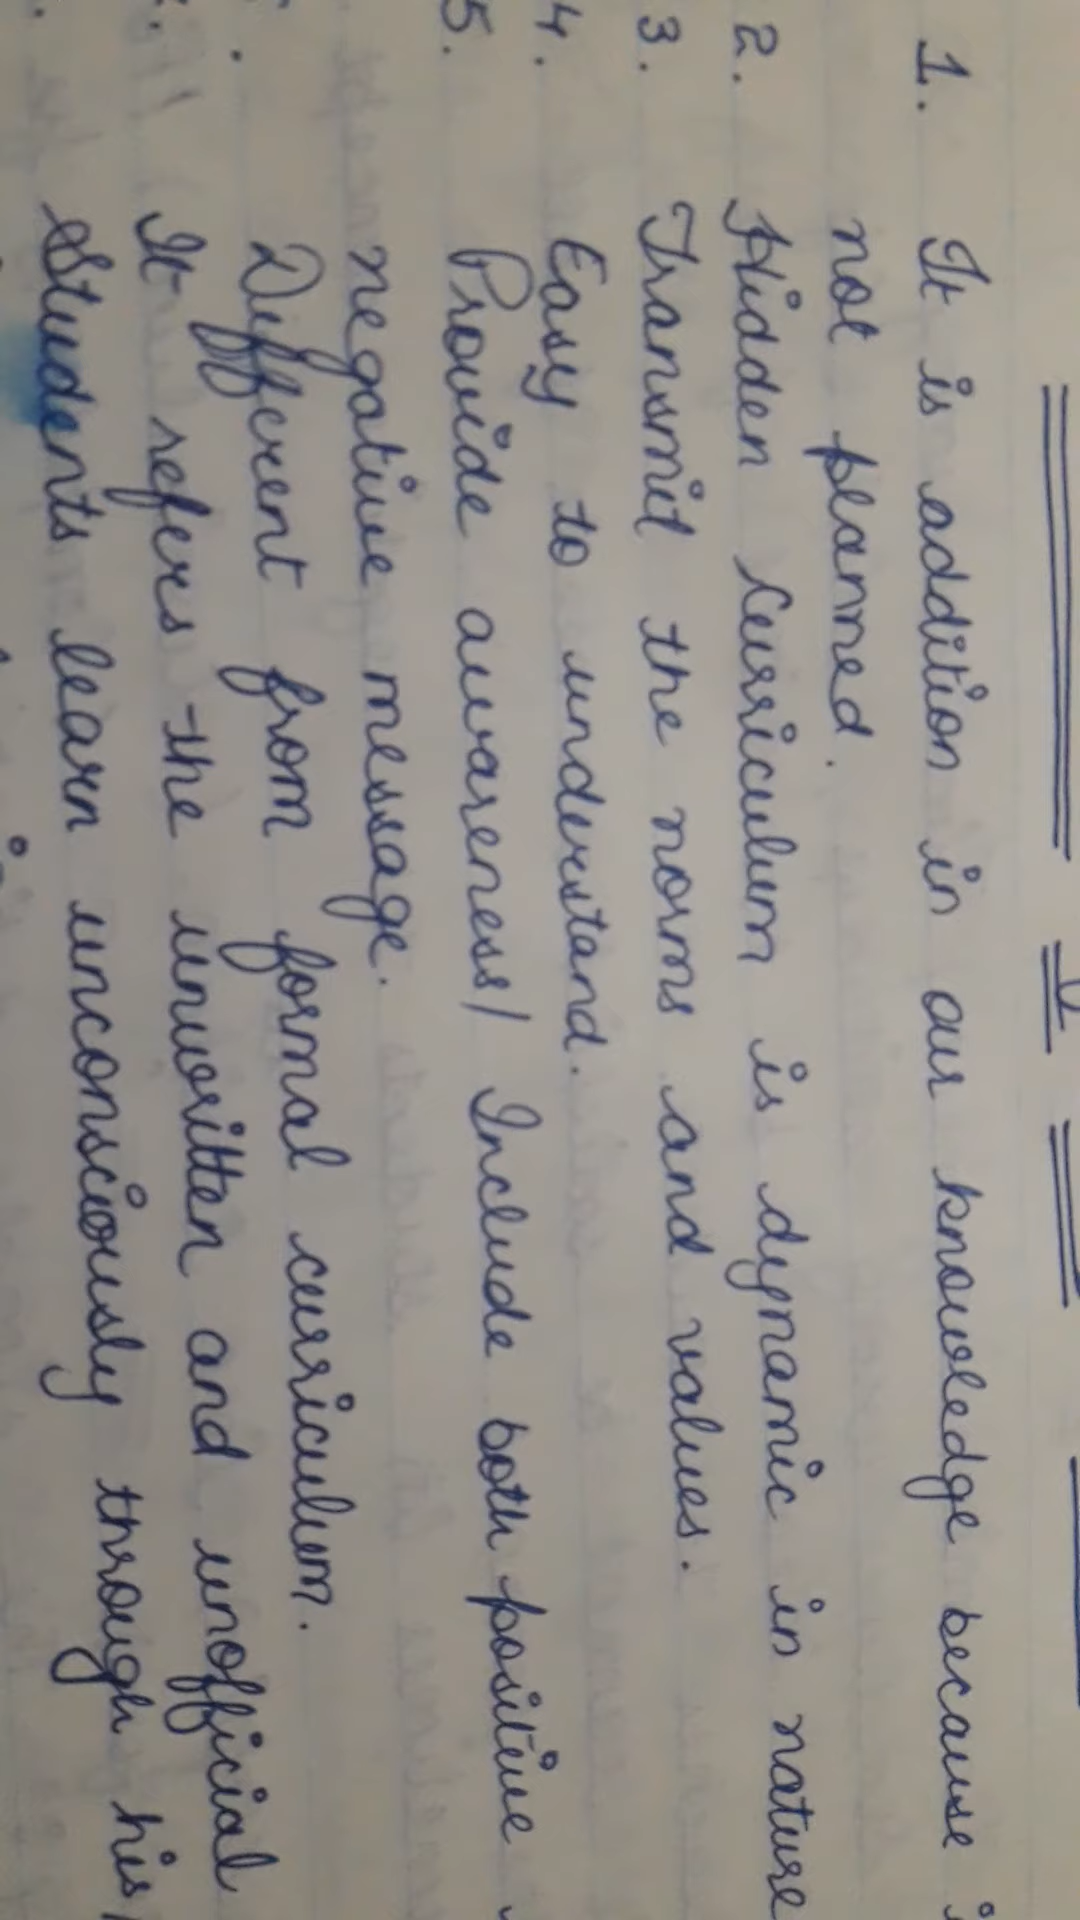 1. It is addition in our knowledge because
not planned.
2. Hidden Curriculum is dynamic in nature
3. Transmit the norms and values.
4. Easy to understand.
5. Provide awareness/ Include both positive
negative message.
Different from formal curriculum.
It refers the unwritten and unofficial
Students learn unconsciously through his/